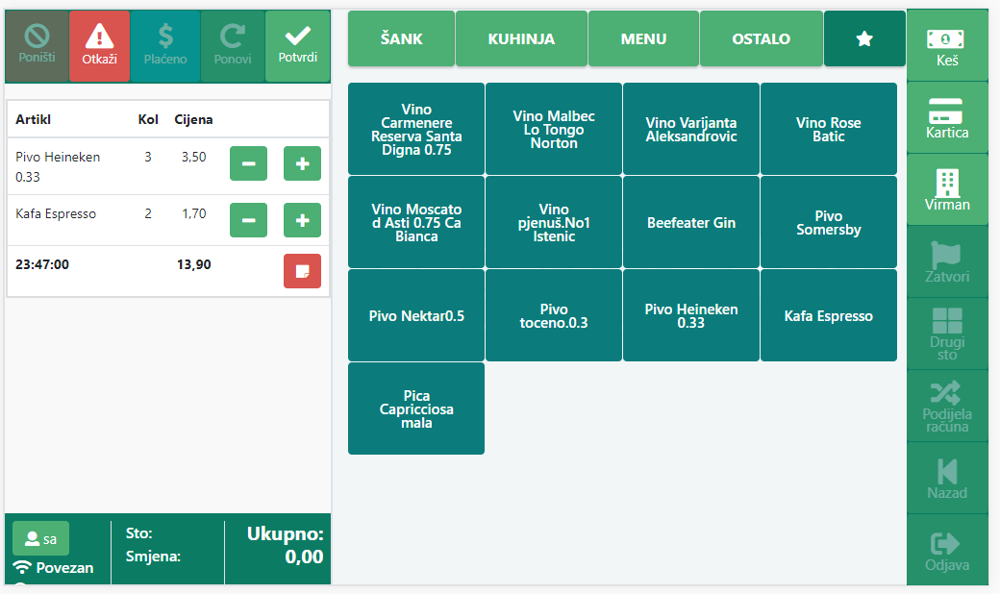 Poništi
Otkaži
Plaćeno
Ponovi
Potvrdi
ŠANK
KUHINJA
MENU
OSTALO
Keš
Kartica
Virman
Zatvori
Drugi
sto
Podijela
računa
Nazad
Odjava
Artikl Kol Cijena
Pivo Heineken 3 3,50
0.33
Kafa Espresso 2 1,70
23:47:00 13,90
Vino
Carmenere
Reserva Santa
Digna 0.75
Vino Malbec
Lo Tongo
Norton
Vino Varijanta
Aleksandrovic
Vino Rose
Batic
Vino Moscato
d Asti 0.75 Ca
Bianca
Vino
pjenuš.No1
Istenic
Beefeater Gin
Pivo
Somersby
Pivo Nektar0.5
Pivo
toceno.0.3
Pivo Heineken
0.33
Kafa Espresso
Pica
Capricciosa
mala
sa
Povezan
Sto:
Smjena:
Ukupno:
0,00